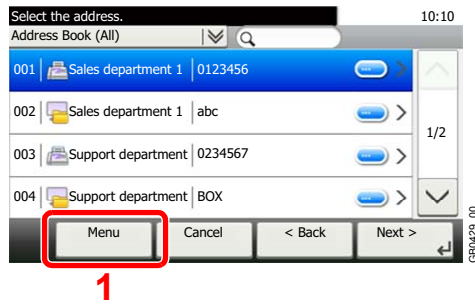 Select the address. 10:10
Address Book (All)
001 Sales department 1 0123456
002 Sales department 1 abc
1/2
003 Support department 0234567
004 Support department BOX
Menu Cancel < Back Next >
1
GB0429_00